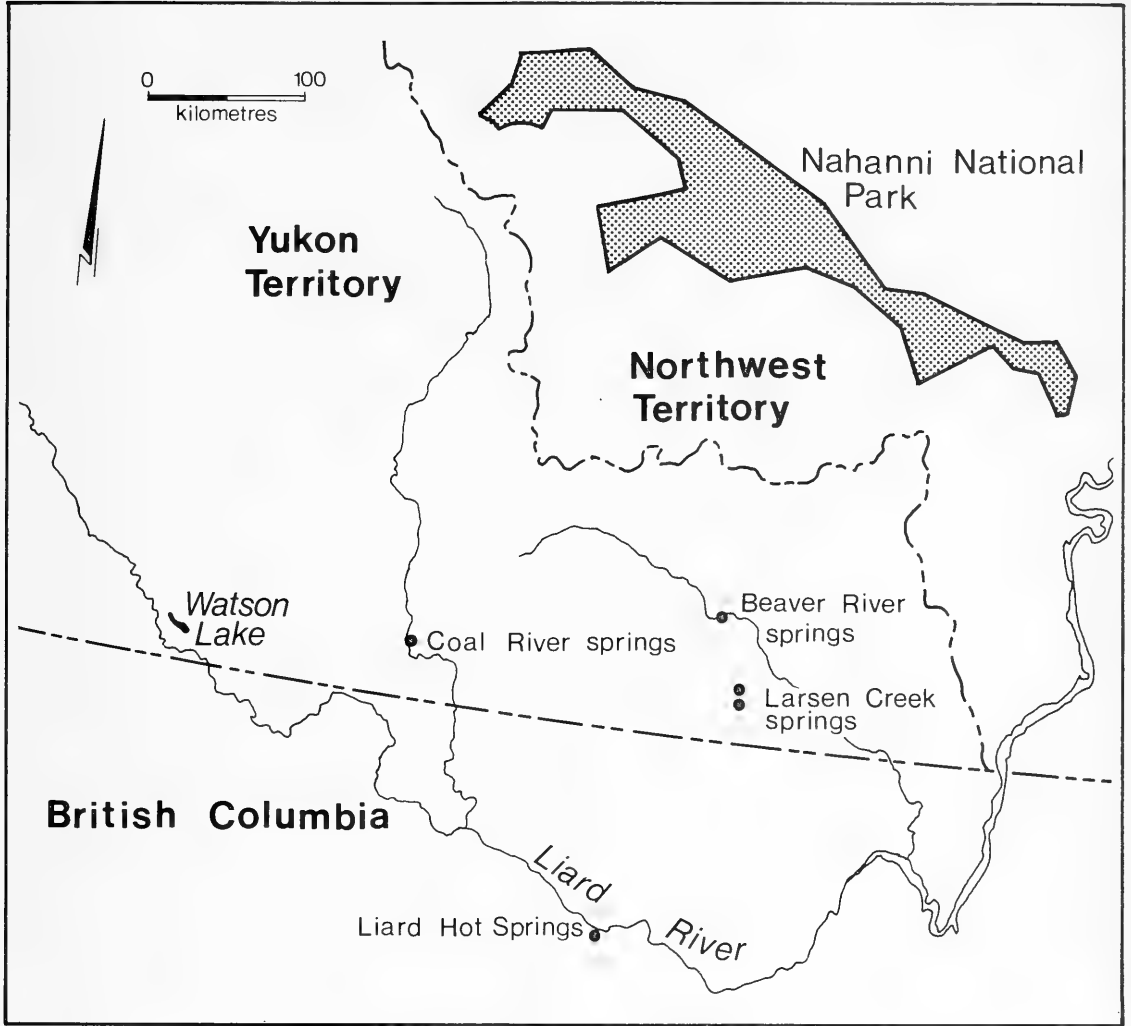 0 100
kilometres
Nahanni National
Park
Yukon
Territory
Northwest
Territory
Watson
Lake
Beaver River
springs
Coal River springs
Larsen Creek
springs
British Columbia
Liard
River
Liard Hot Springs